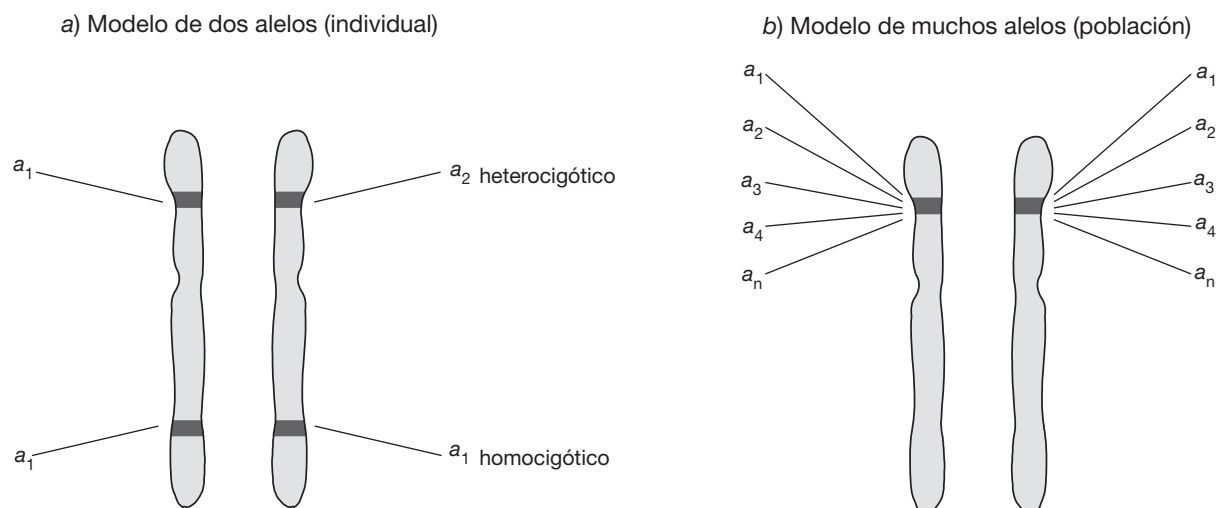 a) Modelo de dos alelos (individual)
a1
a2 heterocigótico
a1
a1 homocigótico
b) Modelo de muchos alelos (población)
a1
a2
a3
a4
an
a1
a2
a3
a4
an